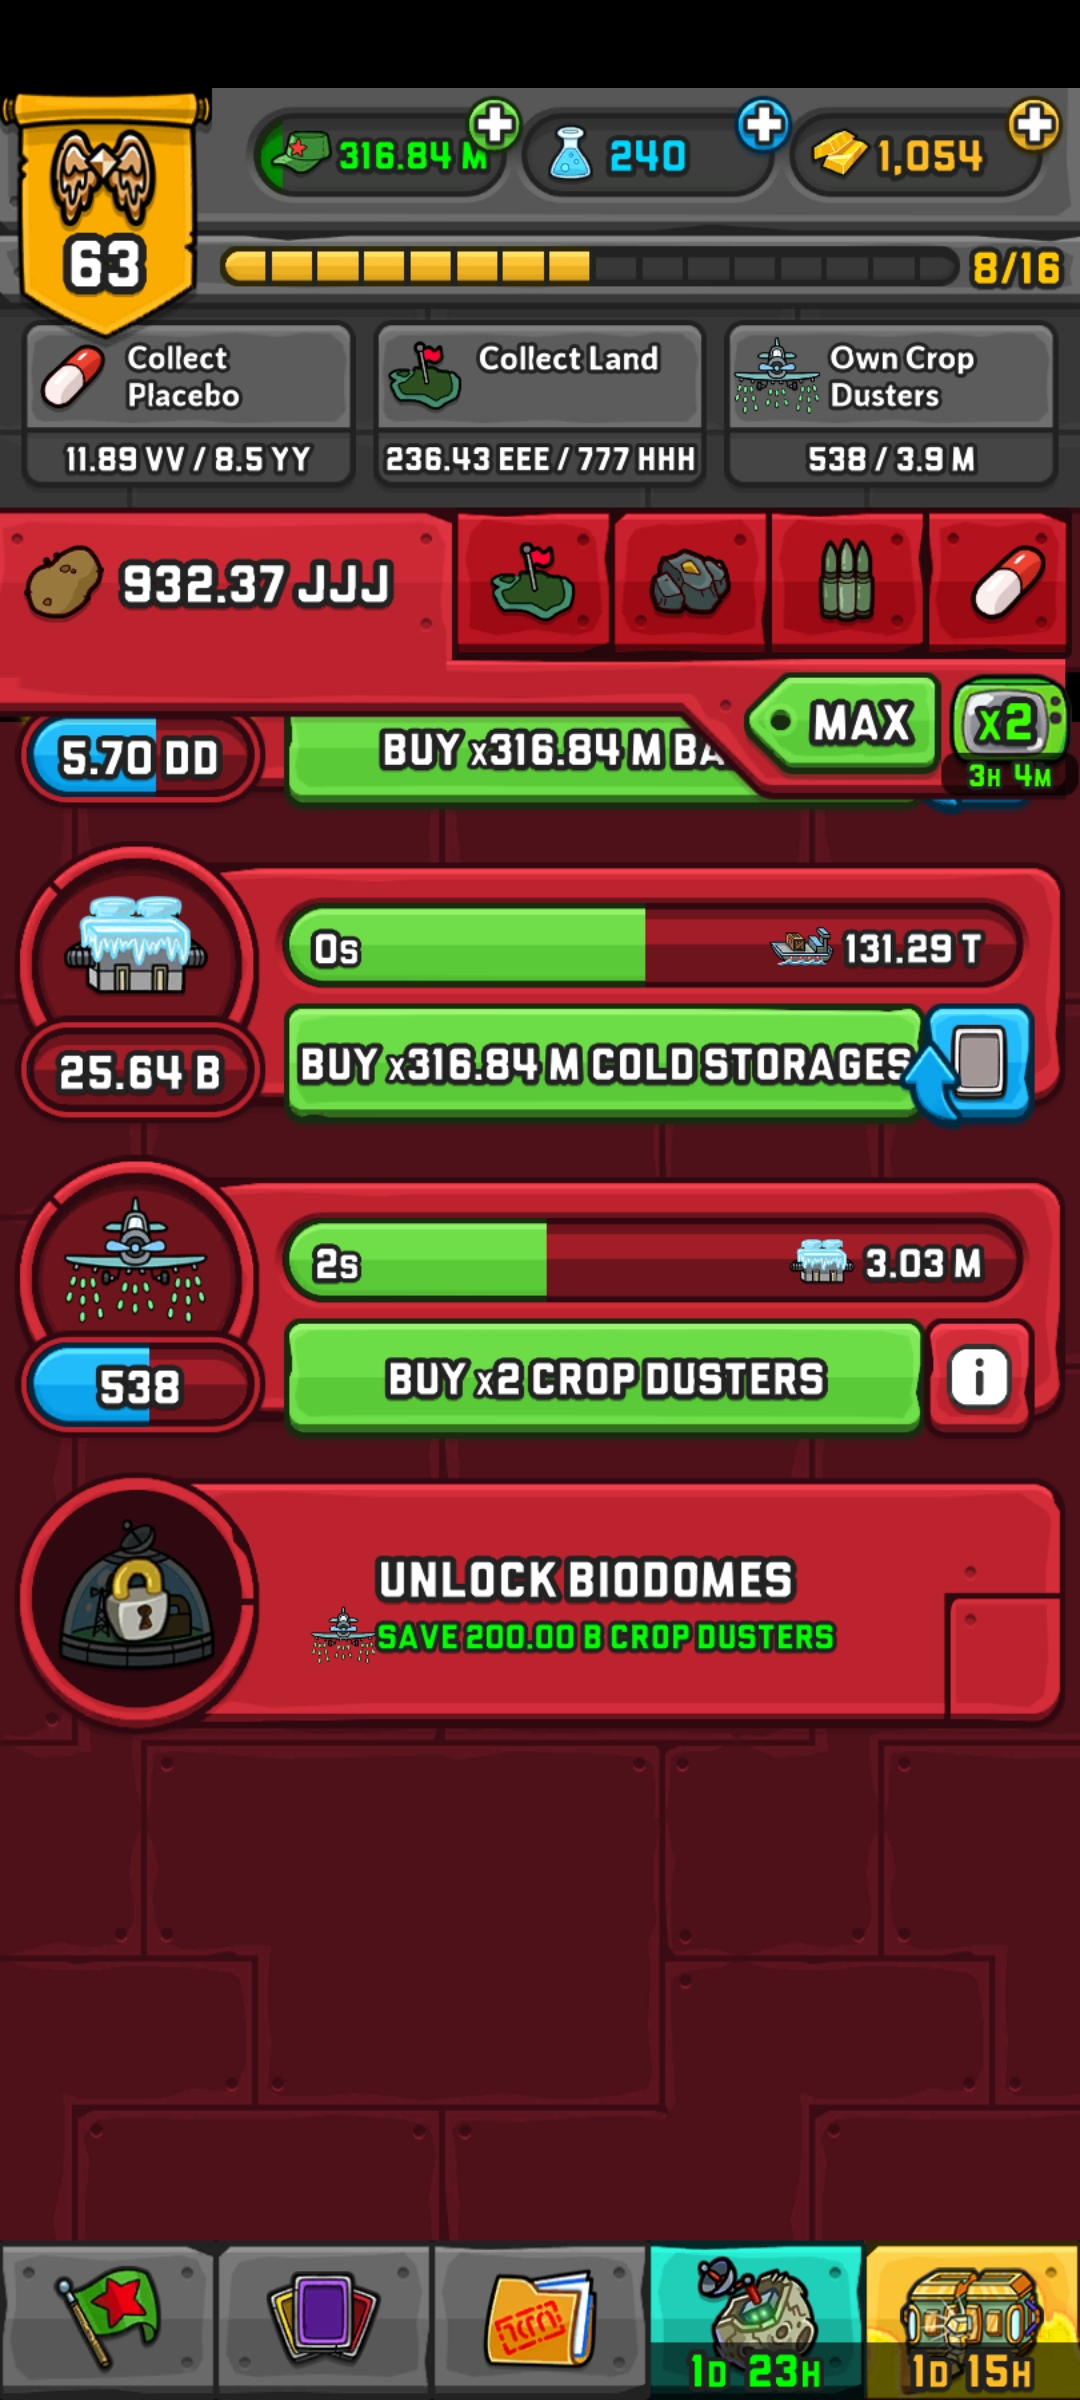 316.84 M
240
1,054
63
8/16
Collect
Placebo
11.89 VV / 8.5 YY
Collect Land
236.43 EEE / 777 HHH
Own Crop
Dusters
538 / 3.9 M
932.37 JJJ
MAX
x2
3H 4M
5.70 DD
BUY x316.84 M BA
0s
131.29 T
25.64 B
BUY x316.84 M COLD STORAGES
2s
3.03 M
538
BUY x2 CROP DUSTERS
i
UNLOCK BIODOMES
SAVE 200.00 B CROP DUSTERS
1D 23H
1D 15H